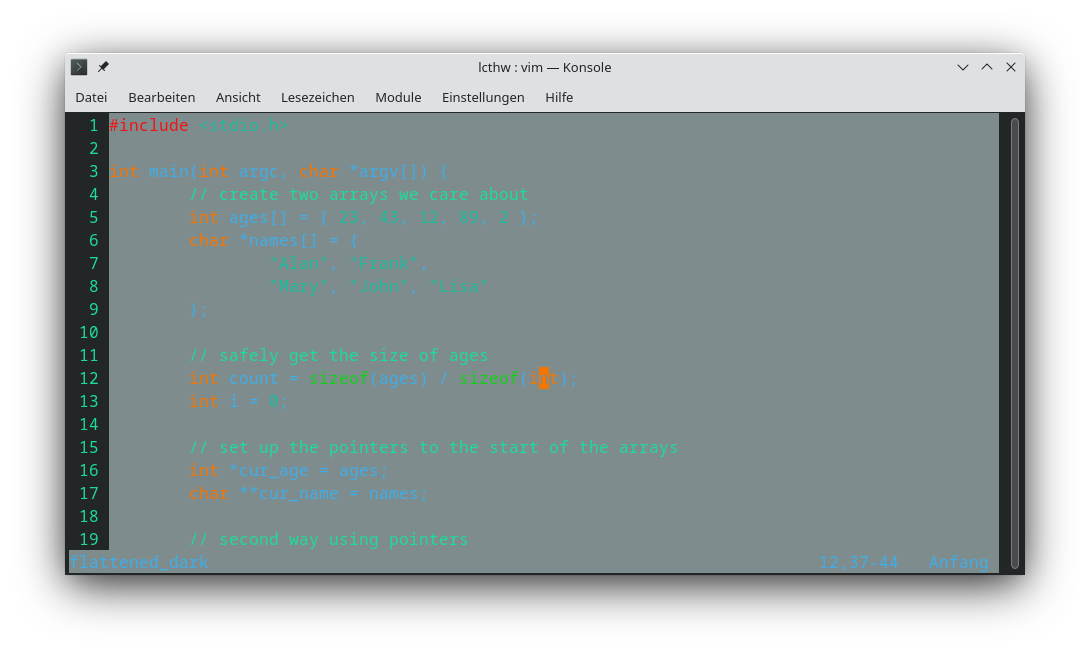 lcthw : vim — Konsole
Datei Bearbeiten Ansicht Lesezeichen Module Einstellungen Hilfe
1 #include <stdio.h>
2
3 int main(int argc, char *argv[]) {
4 // create two arrays we care about
5 int ages[] = { 23, 43, 12, 89, 2 };
6 char *names[] = {
7 "Alan", "Frank",
8 "Mary", "John", "Lisa"
9 };
10
11 // safely get the size of ages
12 int count = sizeof(ages) / sizeof(int);
13 int i = 0;
14
15 // set up the pointers to the start of the arrays
16 int *cur_age = ages;
17 char **cur_name = names;
18
19 // second way using pointers
flattened_dark 12,37-44 Anfang